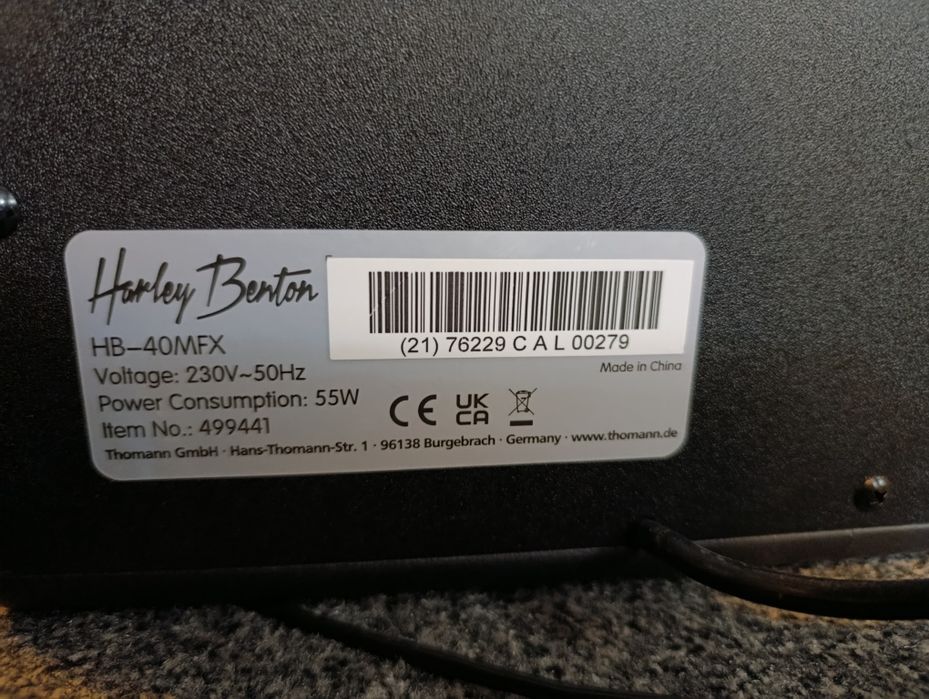 Harley Benton
HB-40MFX
Voltage: 230V~50Hz
Power Consumption: 55W
Item No.: 499441
(21) 76229 C A L 00279
Made in China
CE UK CA
Thomann GmbH · Hans-Thomann-Str. 1 · 96138 Burgebrach · Germany · www.thomann.de